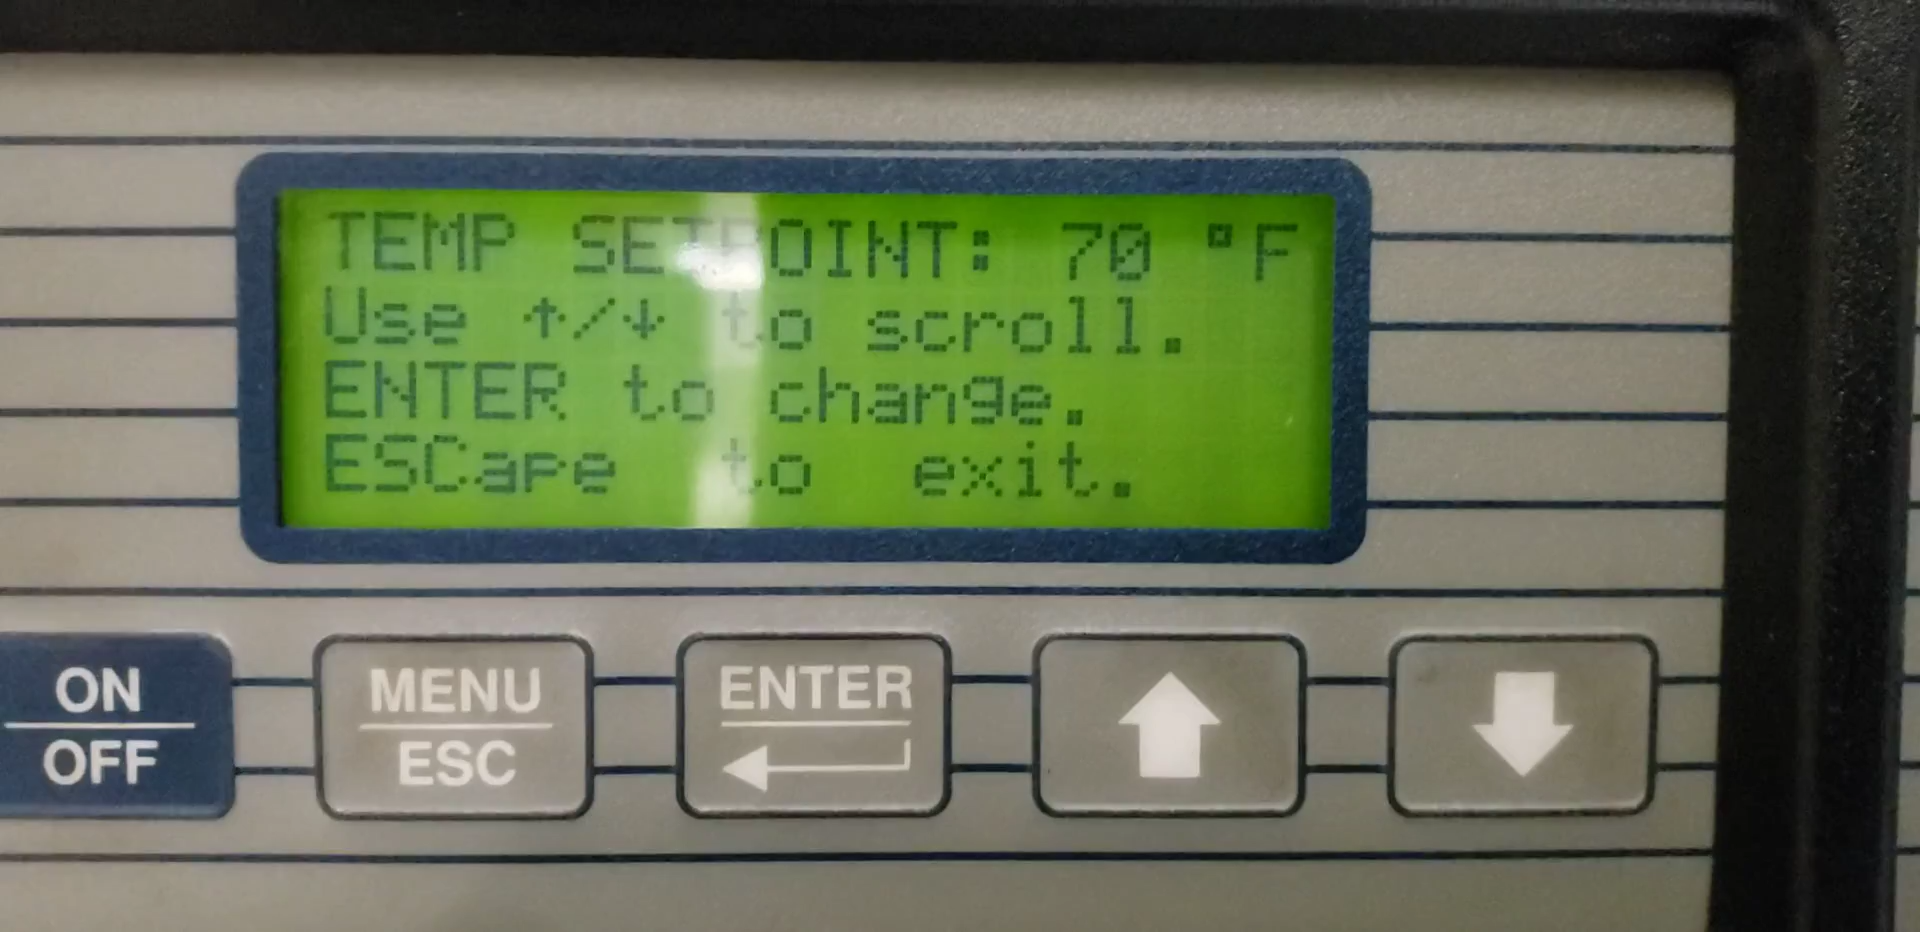 TEMP SETPOINT: 70 °F
Use ↑/↓ to scroll.
ENTER to change.
ESCape to exit.
ON
OFF
MENU
ESC
ENTER